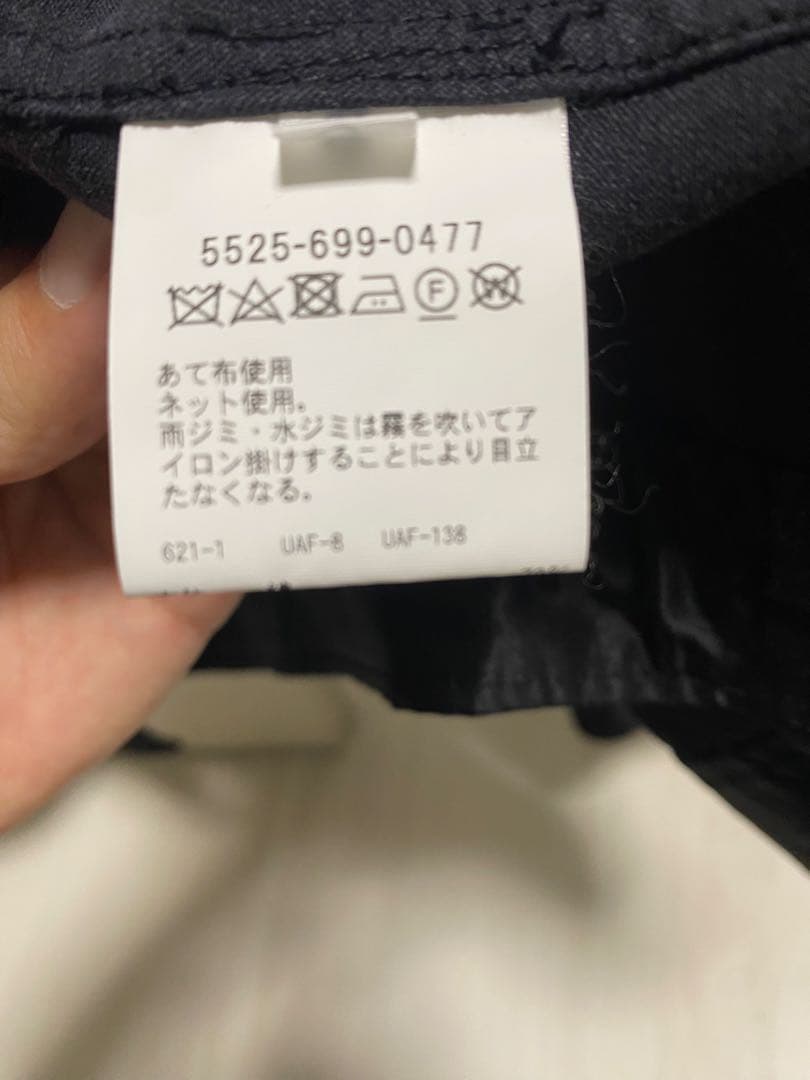 5525-699-0477
F W
あて布使用
ネット使用。
雨ジミ・水ジミは霧を吹いてア
イロン掛けすることにより目立
たなくなる。
621-1 UAF-8 UAF-138